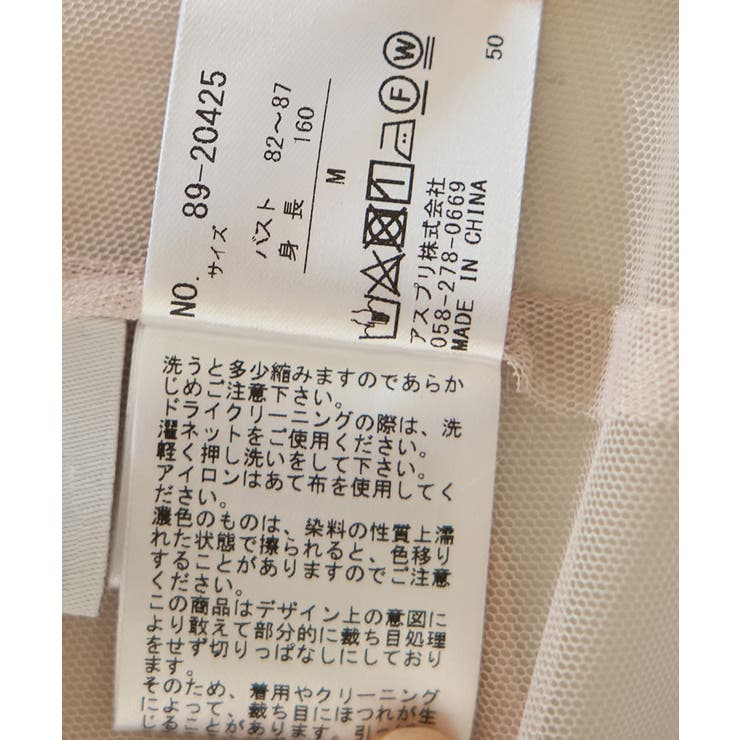 NO. 89-20425
サイズ
バスト 82～87
身 長 160
M
F W
アスプリ株式会社
058-278-0669
MADE IN CHINA
50
洗うと多少縮みますのであらか
じめご注意下さい。
ドライクリーニングの際は、洗
濯ネットをご使用ください。
軽く押し洗いをして下さい。
アイロンはあて布を使用してく
ださい。
濃色のものは、染料の性質上濡
れた状態で擦られると、色移り
することがありますのでご注意
ください。
この商品はデザイン上の意図に
より敢えて部分的に裁ち目処理
をせず切りっぱなしにしており
ます。
そのため、着用やクリーニング
によって、裁ち目にほつれが生
じることがあります。引